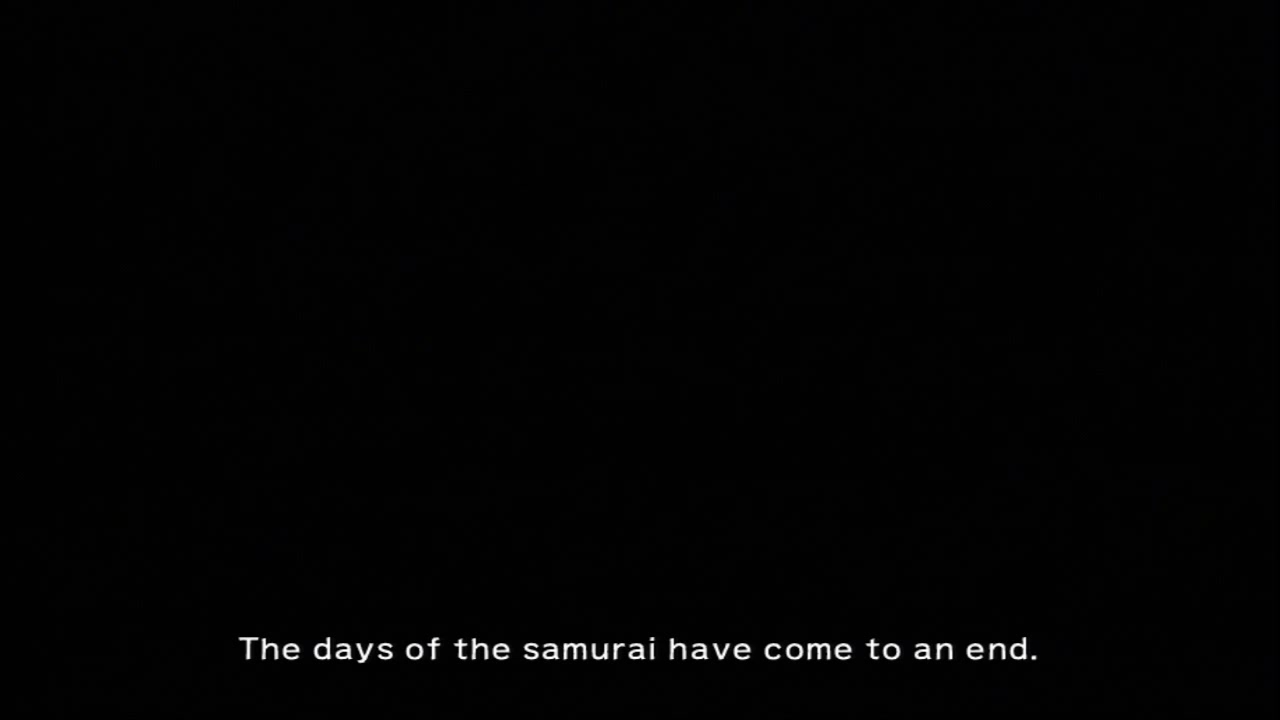 The days of the samurai have come to an end.